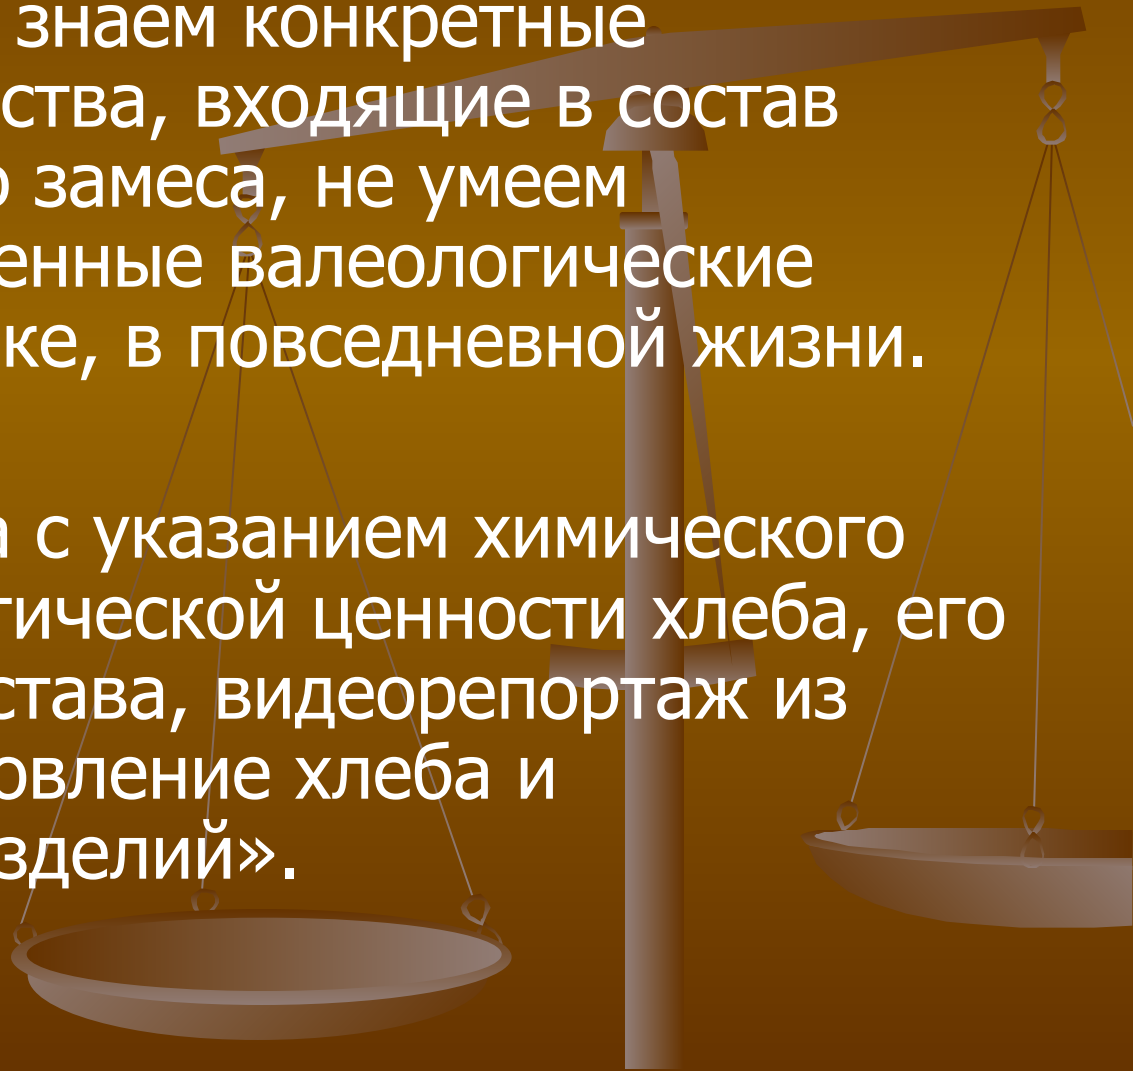 знаем конкретные
ства, входящие в состав
о замеса, не умеем
енные валеологические
ке, в повседневной жизни.
а с указанием химического
гической ценности хлеба, его
става, видеорепортаж из
овление хлеба и
зделий».